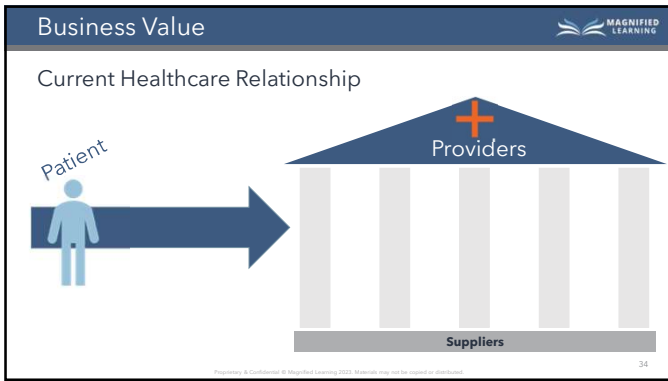 Business Value
MAGNIFIED
LEARNING
Current Healthcare Relationship
Patient
Providers
Suppliers
34
Proprietary & Confidential © Magnified Learning 2023. Materials may not be copied or distributed.